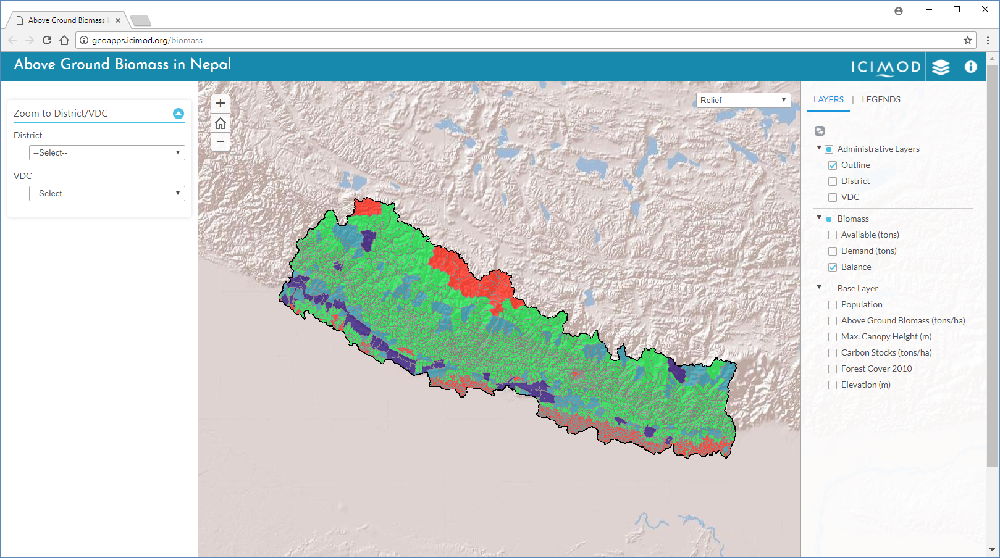 Above Ground Biomass
geoapps.icimod.org/biomass
Above Ground Biomass in Nepal
ICIMOD
Zoom to District/VDC
District
--Select--
VDC
--Select--
Relief
LAYERS | LEGENDS
Administrative Layers
Outline
District
VDC
Biomass
Available (tons)
Demand (tons)
Balance
Base Layer
Population
Above Ground Biomass (tons/ha)
Max. Canopy Height (m)
Carbon Stocks (tons/ha)
Forest Cover 2010
Elevation (m)